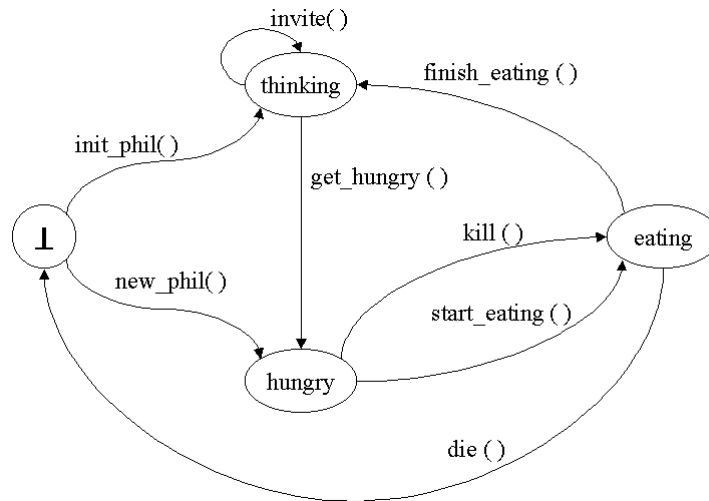 invite()
thinking
finish_eating ( )
init_phil()
get_hungry ( )
⊥
kill ( )
eating
new_phil()
start_eating ( )
hungry
die ( )